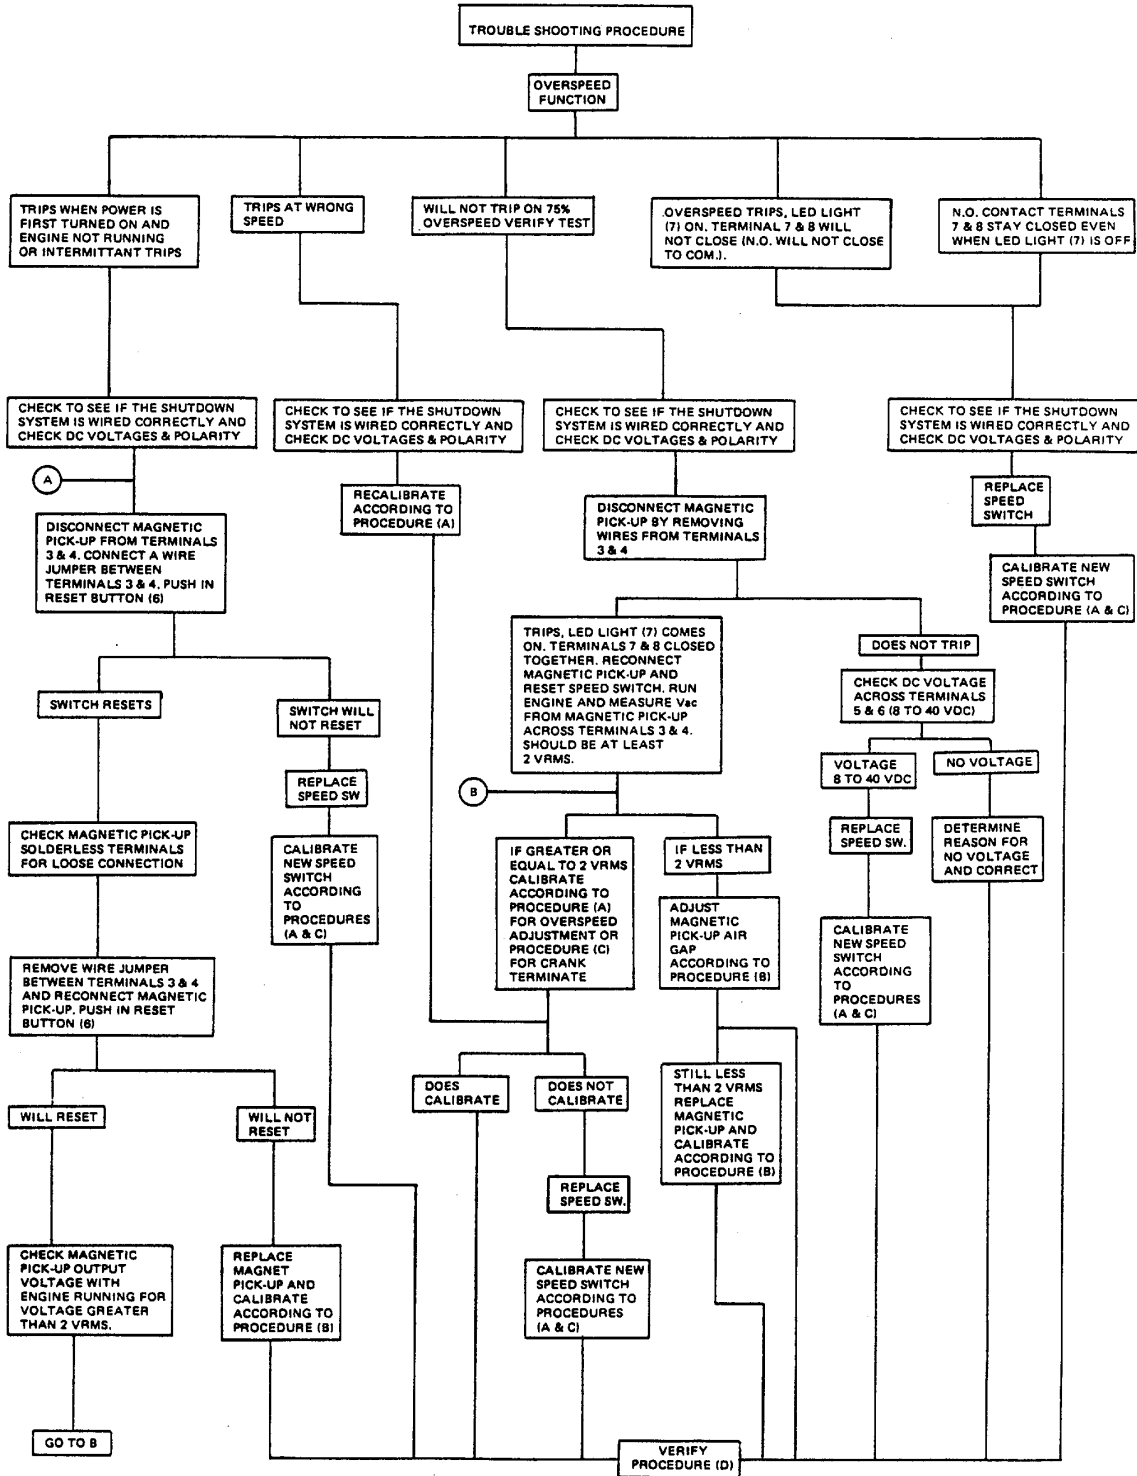 TROUBLE SHOOTING PROCEDURE
OVERSPEED
FUNCTION
TRIPS WHEN POWER IS
FIRST TURNED ON AND
ENGINE NOT RUNNING
OR INTERMITTANT TRIPS
TRIPS AT WRONG
SPEED
WILL NOT TRIP ON 75%
OVERSPEED VERIFY TEST
OVERSPEED TRIPS, LED LIGHT
(7) ON. TERMINAL 7 & 8 WILL
NOT CLOSE (N.O. WILL NOT CLOSE
TO COM.).
N.O. CONTACT TERMINALS
7 & 8 STAY CLOSED EVEN
WHEN LED LIGHT (7) IS OFF
CHECK TO SEE IF THE SHUTDOWN
SYSTEM IS WIRED CORRECTLY AND
CHECK DC VOLTAGES & POLARITY
CHECK TO SEE IF THE SHUTDOWN
SYSTEM IS WIRED CORRECTLY AND
CHECK DC VOLTAGES & POLARITY
CHECK TO SEE IF THE SHUTDOWN
SYSTEM IS WIRED CORRECTLY AND
CHECK DC VOLTAGES & POLARITY
CHECK TO SEE IF THE SHUTDOWN
SYSTEM IS WIRED CORRECTLY AND
CHECK DC VOLTAGES & POLARITY
A
DISCONNECT MAGNETIC
PICK-UP FROM TERMINALS
3 & 4. CONNECT A WIRE
JUMPER BETWEEN
TERMINALS 3 & 4. PUSH IN
RESET BUTTON (6)
RECALIBRATE
ACCORDING TO
PROCEDURE (A)
DISCONNECT MAGNETIC
PICK-UP BY REMOVING
WIRES FROM TERMINALS
3 & 4
REPLACE
SPEED
SWITCH
CALIBRATE NEW
SPEED SWITCH
ACCORDING TO
PROCEDURE (A & C)
TRIPS, LED LIGHT (7) COMES
ON. TERMINALS 7 & 8 CLOSED
TOGETHER. RECONNECT
MAGNETIC PICK-UP AND
RESET SPEED SWITCH. RUN
ENGINE AND MEASURE Vac
FROM MAGNETIC PICK-UP
ACROSS TERMINALS 3 & 4.
SHOULD BE AT LEAST
2 VRMS.
DOES NOT TRIP
CHECK DC VOLTAGE
ACROSS TERMINALS
5 & 6 (8 TO 40 VDC)
SWITCH RESETS
SWITCH WILL
NOT RESET
VOLTAGE
8 TO 40 VDC
NO VOLTAGE
REPLACE
SPEED SW
B
CHECK MAGNETIC PICK-UP
SOLDERLESS TERMINALS
FOR LOOSE CONNECTION
CALIBRATE
NEW SPEED
SWITCH
ACCORDING
TO
PROCEDURES
(A & C)
IF GREATER OR
EQUAL TO 2 VRMS
CALIBRATE
ACCORDING TO
PROCEDURE (A)
FOR OVERSPEED
ADJUSTMENT OR
PROCEDURE (C)
FOR CRANK
TERMINATE
IF LESS THAN
2 VRMS
REPLACE
SPEED SW.
DETERMINE
REASON FOR
NO VOLTAGE
AND CORRECT
ADJUST
MAGNETIC
PICK-UP AIR
GAP
ACCORDING TO
PROCEDURE (B)
CALIBRATE
NEW SPEED
SWITCH
ACCORDING
TO
PROCEDURES
(A & C)
REMOVE WIRE JUMPER
BETWEEN TERMINALS 3 & 4
AND RECONNECT MAGNETIC
PICK-UP. PUSH IN RESET
BUTTON (6)
DOES
CALIBRATE
DOES NOT
CALIBRATE
STILL LESS
THAN 2 VRMS
REPLACE
MAGNETIC
PICK-UP AND
CALIBRATE
ACCORDING TO
PROCEDURE (B)
WILL RESET
WILL NOT
RESET
REPLACE
SPEED SW.
CHECK MAGNETIC
PICK-UP OUTPUT
VOLTAGE WITH
ENGINE RUNNING FOR
VOLTAGE GREATER
THAN 2 VRMS.
REPLACE
MAGNET
PICK-UP AND
CALIBRATE
ACCORDING TO
PROCEDURE (B)
CALIBRATE NEW
SPEED SWITCH
ACCORDING TO
PROCEDURES
(A & C)
GO TO B
VERIFY
PROCEDURE (D)